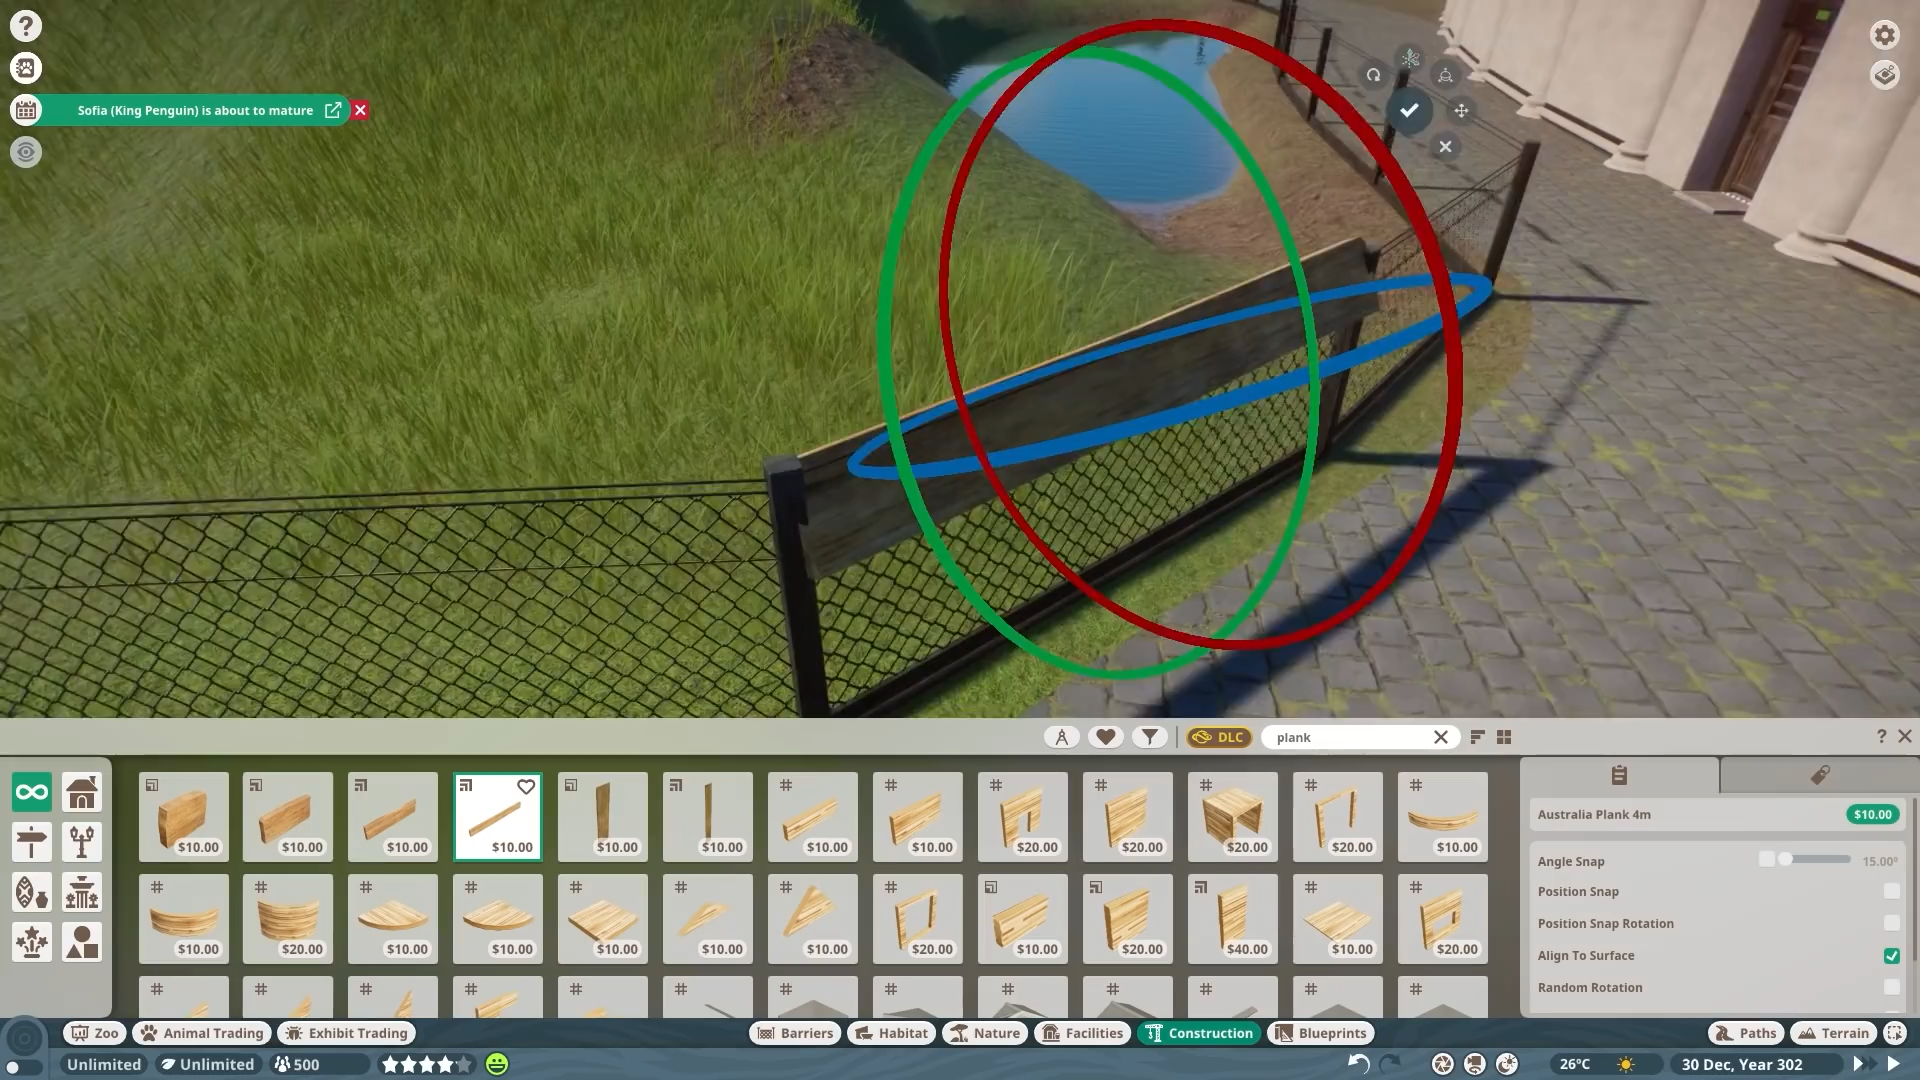 ?
Sofia (King Penguin) is about to mature
DLC
plank
?
$10.00 $10.00 $10.00 $10.00 $10.00 $10.00 $10.00 $10.00 $20.00 $20.00 $20.00 $20.00 $10.00
$10.00 $20.00 $10.00 $10.00 $10.00 $10.00 $10.00 $20.00 $10.00 $20.00 $40.00 $10.00 $20.00
Australia Plank 4m $10.00
Angle Snap 15.00°
Position Snap
Position Snap Rotation
Align To Surface
Random Rotation
Zoo Animal Trading Exhibit Trading Barriers Habitat Nature Facilities Construction Blueprints Paths Terrain
Unlimited Unlimited 500 26°C 30 Dec, Year 302